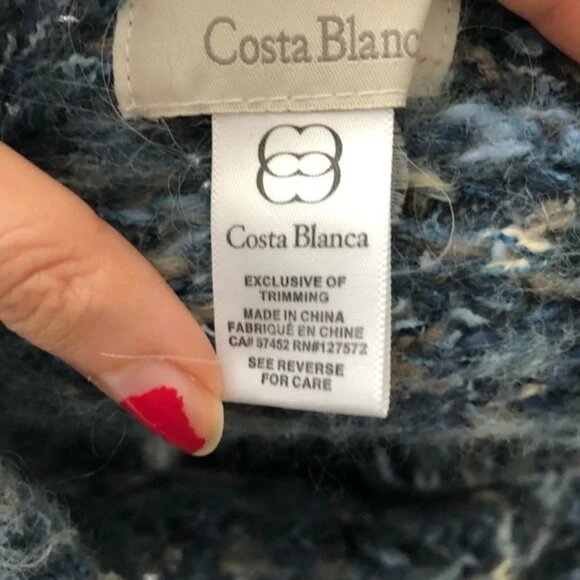 Costa Blanc
Costa Blanca
EXCLUSIVE OF
TRIMMING
MADE IN CHINA
FABRIQUÉ EN CHINE
CA# 57452 RN#127572
SEE REVERSE
FOR CARE